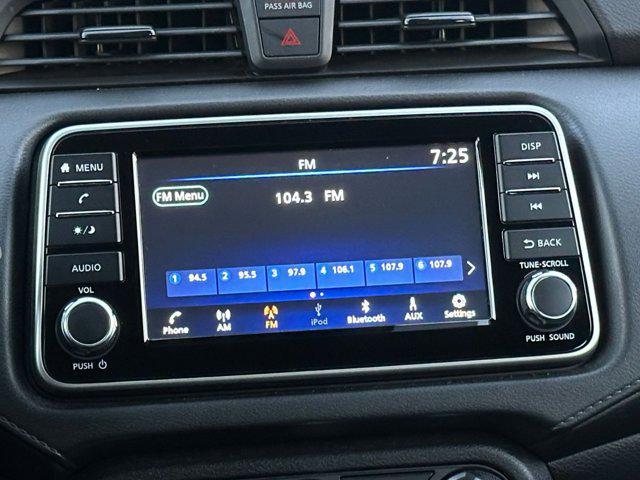 PASS AIR BAG
MENU
FM
7:25
DISP
FM Menu
104.3 FM
AUDIO
BACK
1 94.5 2 95.5 3 97.9 4 106.1 5 107.9 6 107.9
TUNE·SCROLL
VOL
Phone AM FM iPod Bluetooth AUX Settings
PUSH
PUSH SOUND